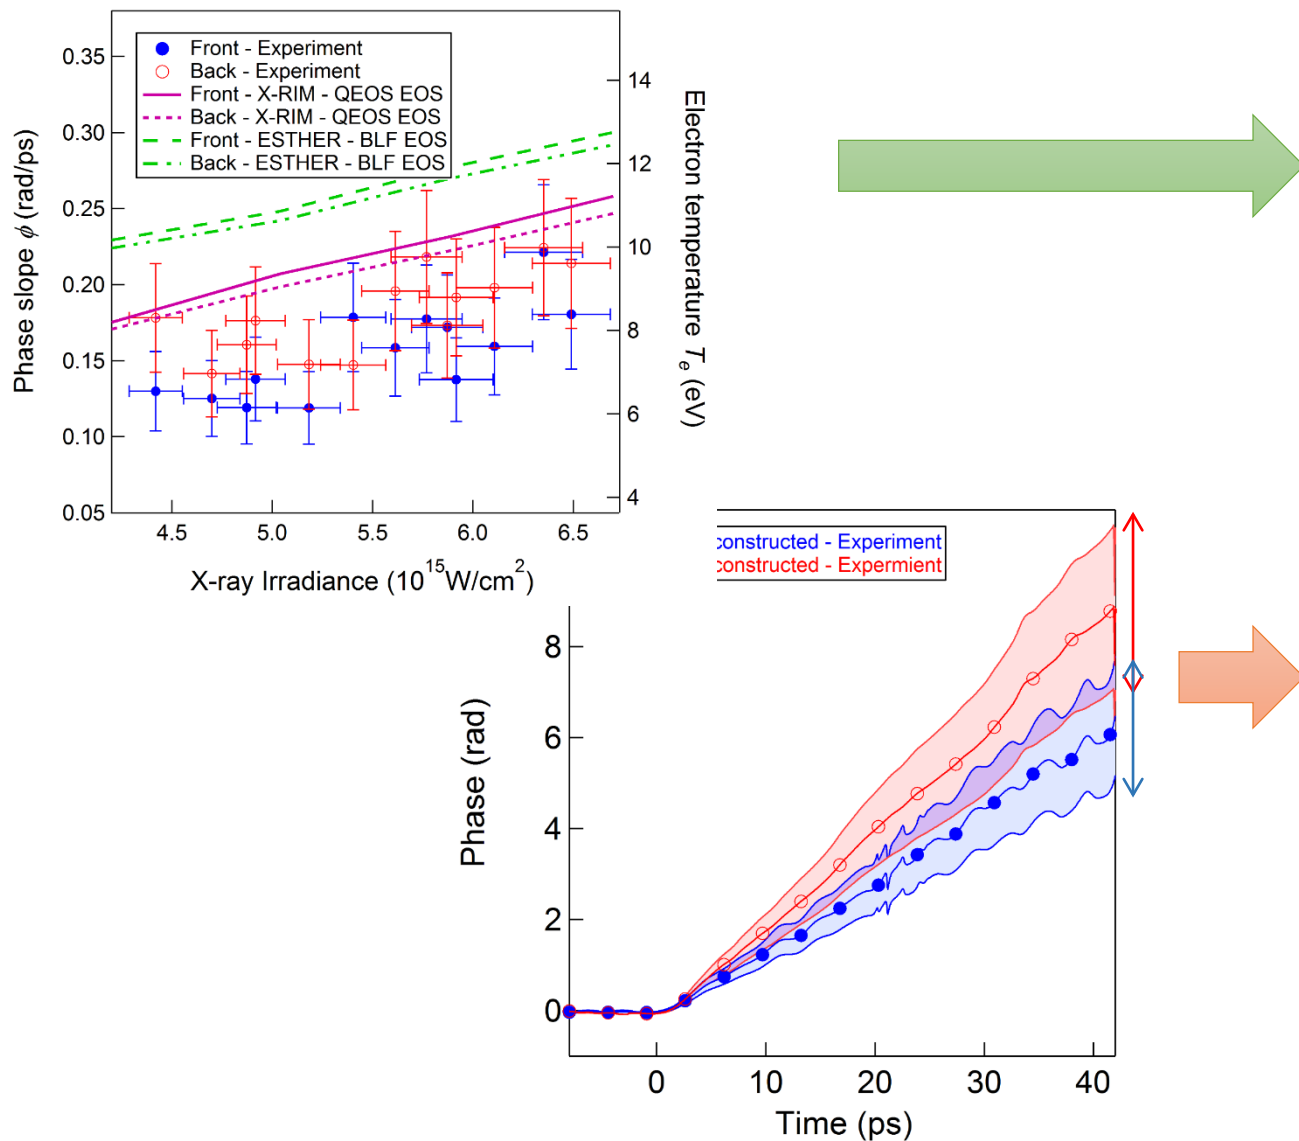 Front - Experiment
Back - Experiment
Front - X-RIM - QEOS EOS
Back - X-RIM - QEOS EOS
Front - ESTHER - BLF EOS
Back - ESTHER - BLF EOS
0.35
0.30
0.25
0.20
0.15
0.10
0.05
Phase slope ϕ (rad/ps)
14
12
10
8
6
4
Electron temperature T_e (eV)
4.5 5.0 5.5 6.0 6.5
X-ray Irradiance (10^15 W/cm^2)
constructed - Experiment
constructed - Expermient
8
6
4
2
0
Phase (rad)
0 10 20 30 40
Time (ps)